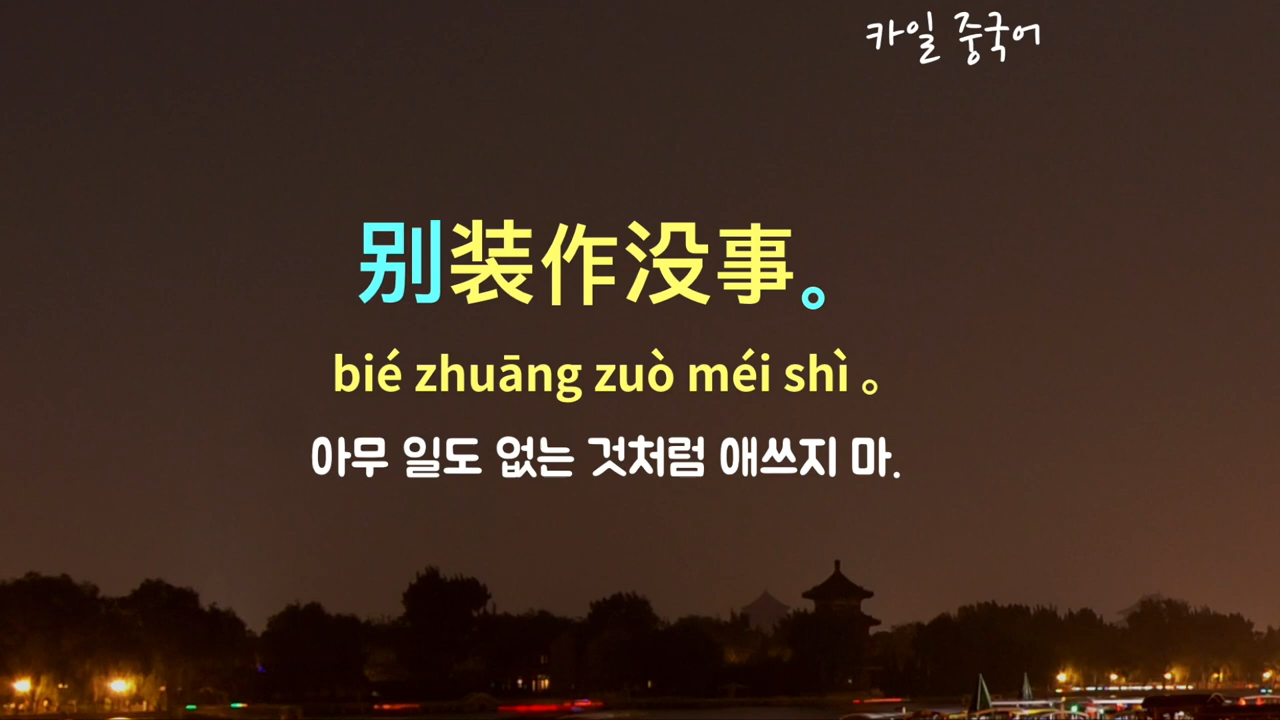 카일 중국어
别装作没事。
bié zhuāng zuò méi shì 。
아무 일도 없는 것처럼 애쓰지 마.